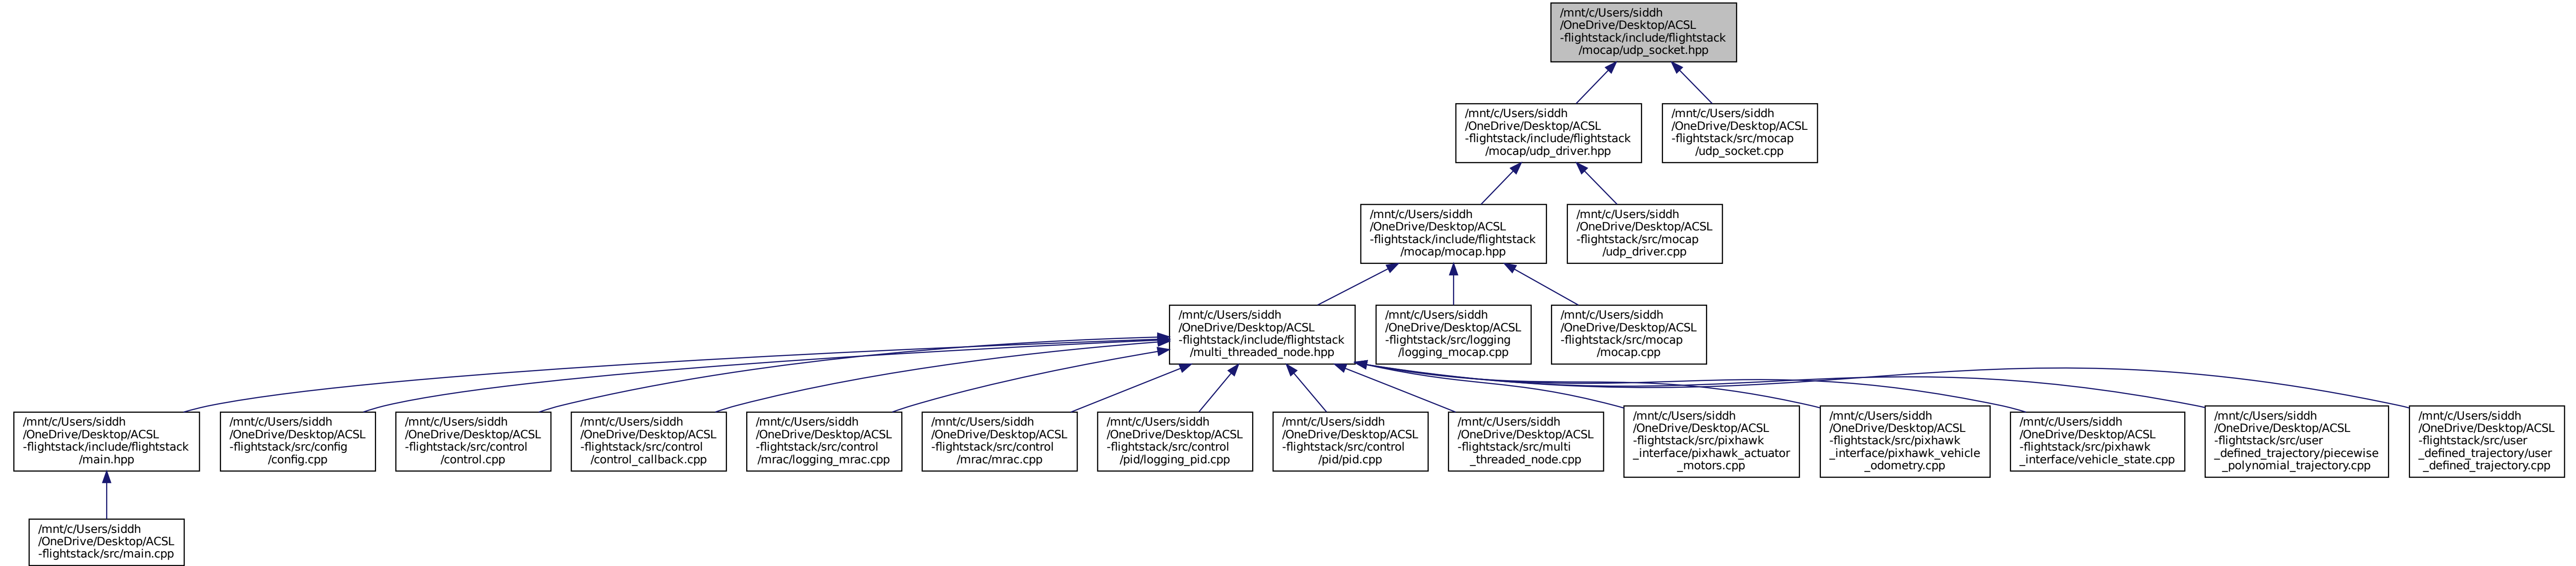 /mnt/c/Users/siddh
/OneDrive/Desktop/ACSL
-flightstack/include/flightstack
/mocap/udp_socket.hpp
/mnt/c/Users/siddh
/OneDrive/Desktop/ACSL
-flightstack/include/flightstack
/mocap/udp_driver.hpp
/mnt/c/Users/siddh
/OneDrive/Desktop/ACSL
-flightstack/src/mocap
/udp_socket.cpp
/mnt/c/Users/siddh
/OneDrive/Desktop/ACSL
-flightstack/include/flightstack
/mocap/mocap.hpp
/mnt/c/Users/siddh
/OneDrive/Desktop/ACSL
-flightstack/src/mocap
/udp_driver.cpp
/mnt/c/Users/siddh
/OneDrive/Desktop/ACSL
-flightstack/include/flightstack
/multi_threaded_node.hpp
/mnt/c/Users/siddh
/OneDrive/Desktop/ACSL
-flightstack/src/logging
/logging_mocap.cpp
/mnt/c/Users/siddh
/OneDrive/Desktop/ACSL
-flightstack/src/mocap
/mocap.cpp
/mnt/c/Users/siddh
/OneDrive/Desktop/ACSL
-flightstack/include/flightstack
/main.hpp
/mnt/c/Users/siddh
/OneDrive/Desktop/ACSL
-flightstack/src/config
/config.cpp
/mnt/c/Users/siddh
/OneDrive/Desktop/ACSL
-flightstack/src/control
/control.cpp
/mnt/c/Users/siddh
/OneDrive/Desktop/ACSL
-flightstack/src/control
/control_callback.cpp
/mnt/c/Users/siddh
/OneDrive/Desktop/ACSL
-flightstack/src/control
/mrac/logging_mrac.cpp
/mnt/c/Users/siddh
/OneDrive/Desktop/ACSL
-flightstack/src/control
/mrac/mrac.cpp
/mnt/c/Users/siddh
/OneDrive/Desktop/ACSL
-flightstack/src/control
/pid/logging_pid.cpp
/mnt/c/Users/siddh
/OneDrive/Desktop/ACSL
-flightstack/src/control
/pid/pid.cpp
/mnt/c/Users/siddh
/OneDrive/Desktop/ACSL
-flightstack/src/multi
_threaded_node.cpp
/mnt/c/Users/siddh
/OneDrive/Desktop/ACSL
-flightstack/src/pixhawk
_interface/pixhawk_actuator
_motors.cpp
/mnt/c/Users/siddh
/OneDrive/Desktop/ACSL
-flightstack/src/pixhawk
_interface/pixhawk_vehicle
_odometry.cpp
/mnt/c/Users/siddh
/OneDrive/Desktop/ACSL
-flightstack/src/pixhawk
_interface/vehicle_state.cpp
/mnt/c/Users/siddh
/OneDrive/Desktop/ACSL
-flightstack/src/user
_defined_trajectory/piecewise
_polynomial_trajectory.cpp
/mnt/c/Users/siddh
/OneDrive/Desktop/ACSL
-flightstack/src/user
_defined_trajectory/user
_defined_trajectory.cpp
/mnt/c/Users/siddh
/OneDrive/Desktop/ACSL
-flightstack/src/main.cpp